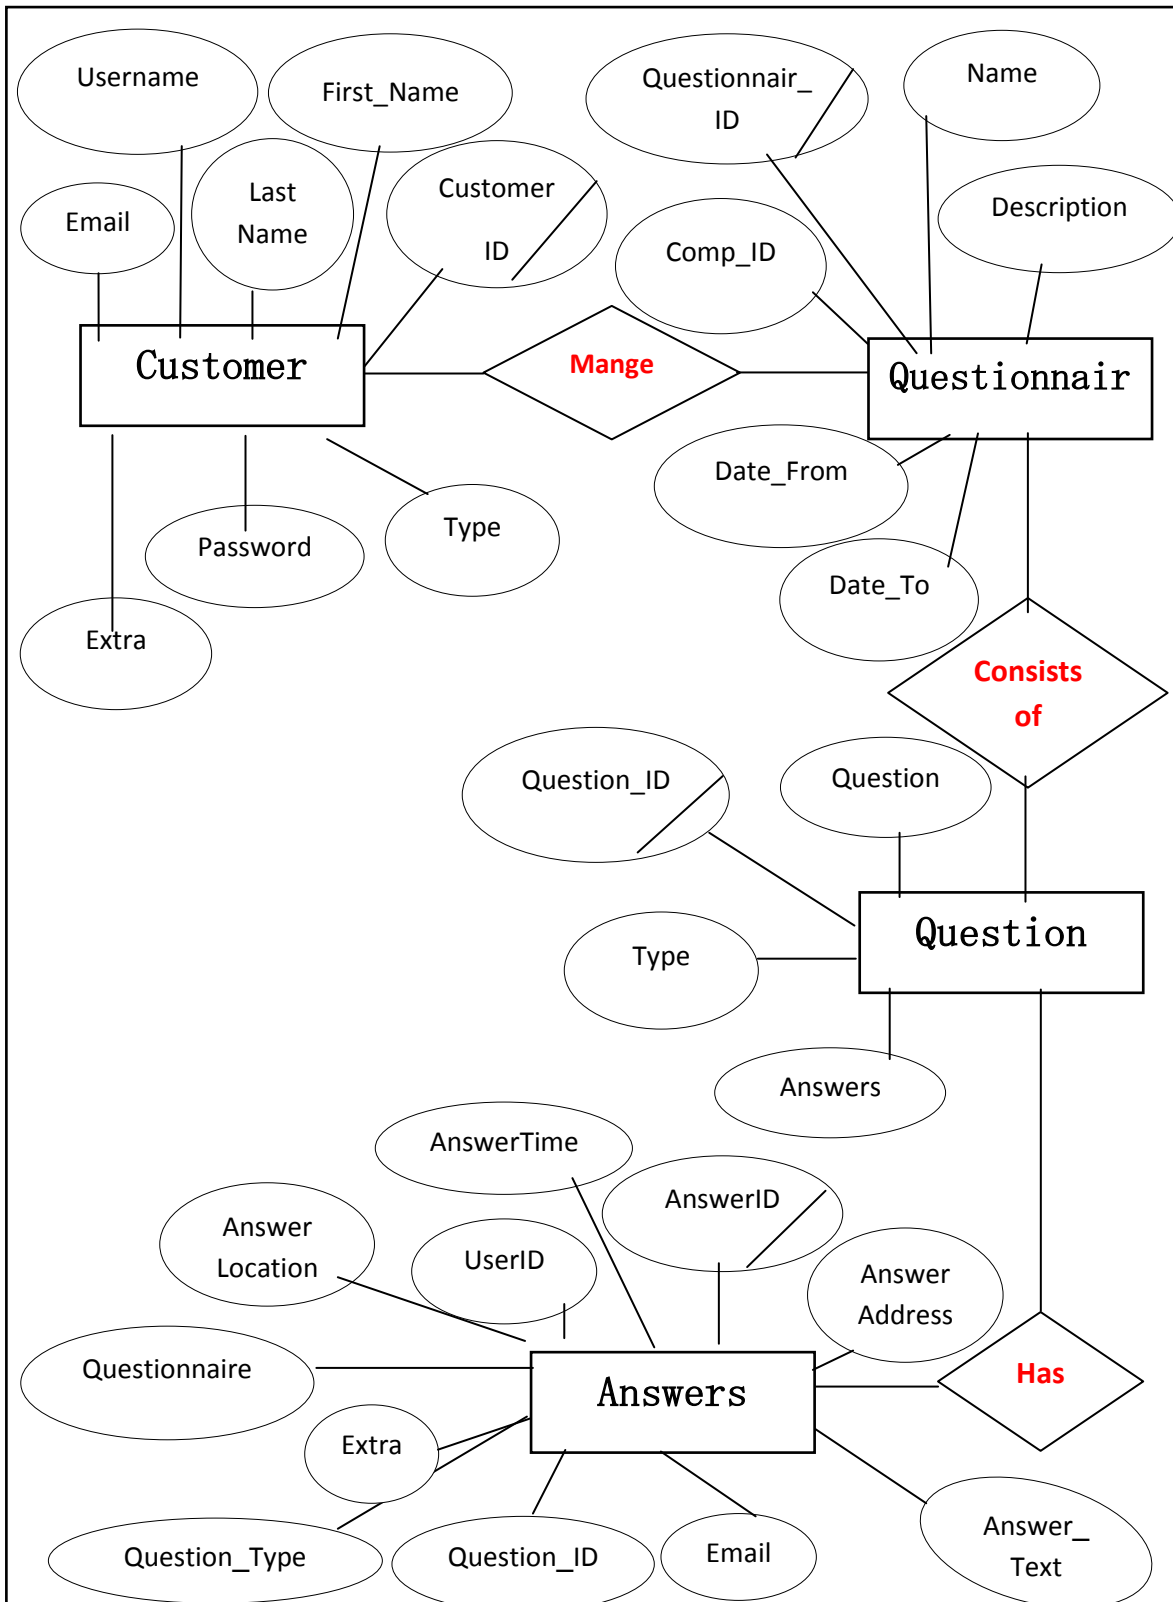 Username
First_Name
Questionnair_
ID
Name
Email
Last
Name
Customer
ID
Comp_ID
Description
Customer
Mange
Questionnair
Date_From
Password
Type
Date_To
Extra
Consists
of
Question_ID
Question
Question
Type
Answers
AnswerTime
AnswerID
Answer
Location
UserID
Answer
Address
Questionnaire
Answers
Has
Extra
Question_Type
Question_ID
Email
Answer_
Text